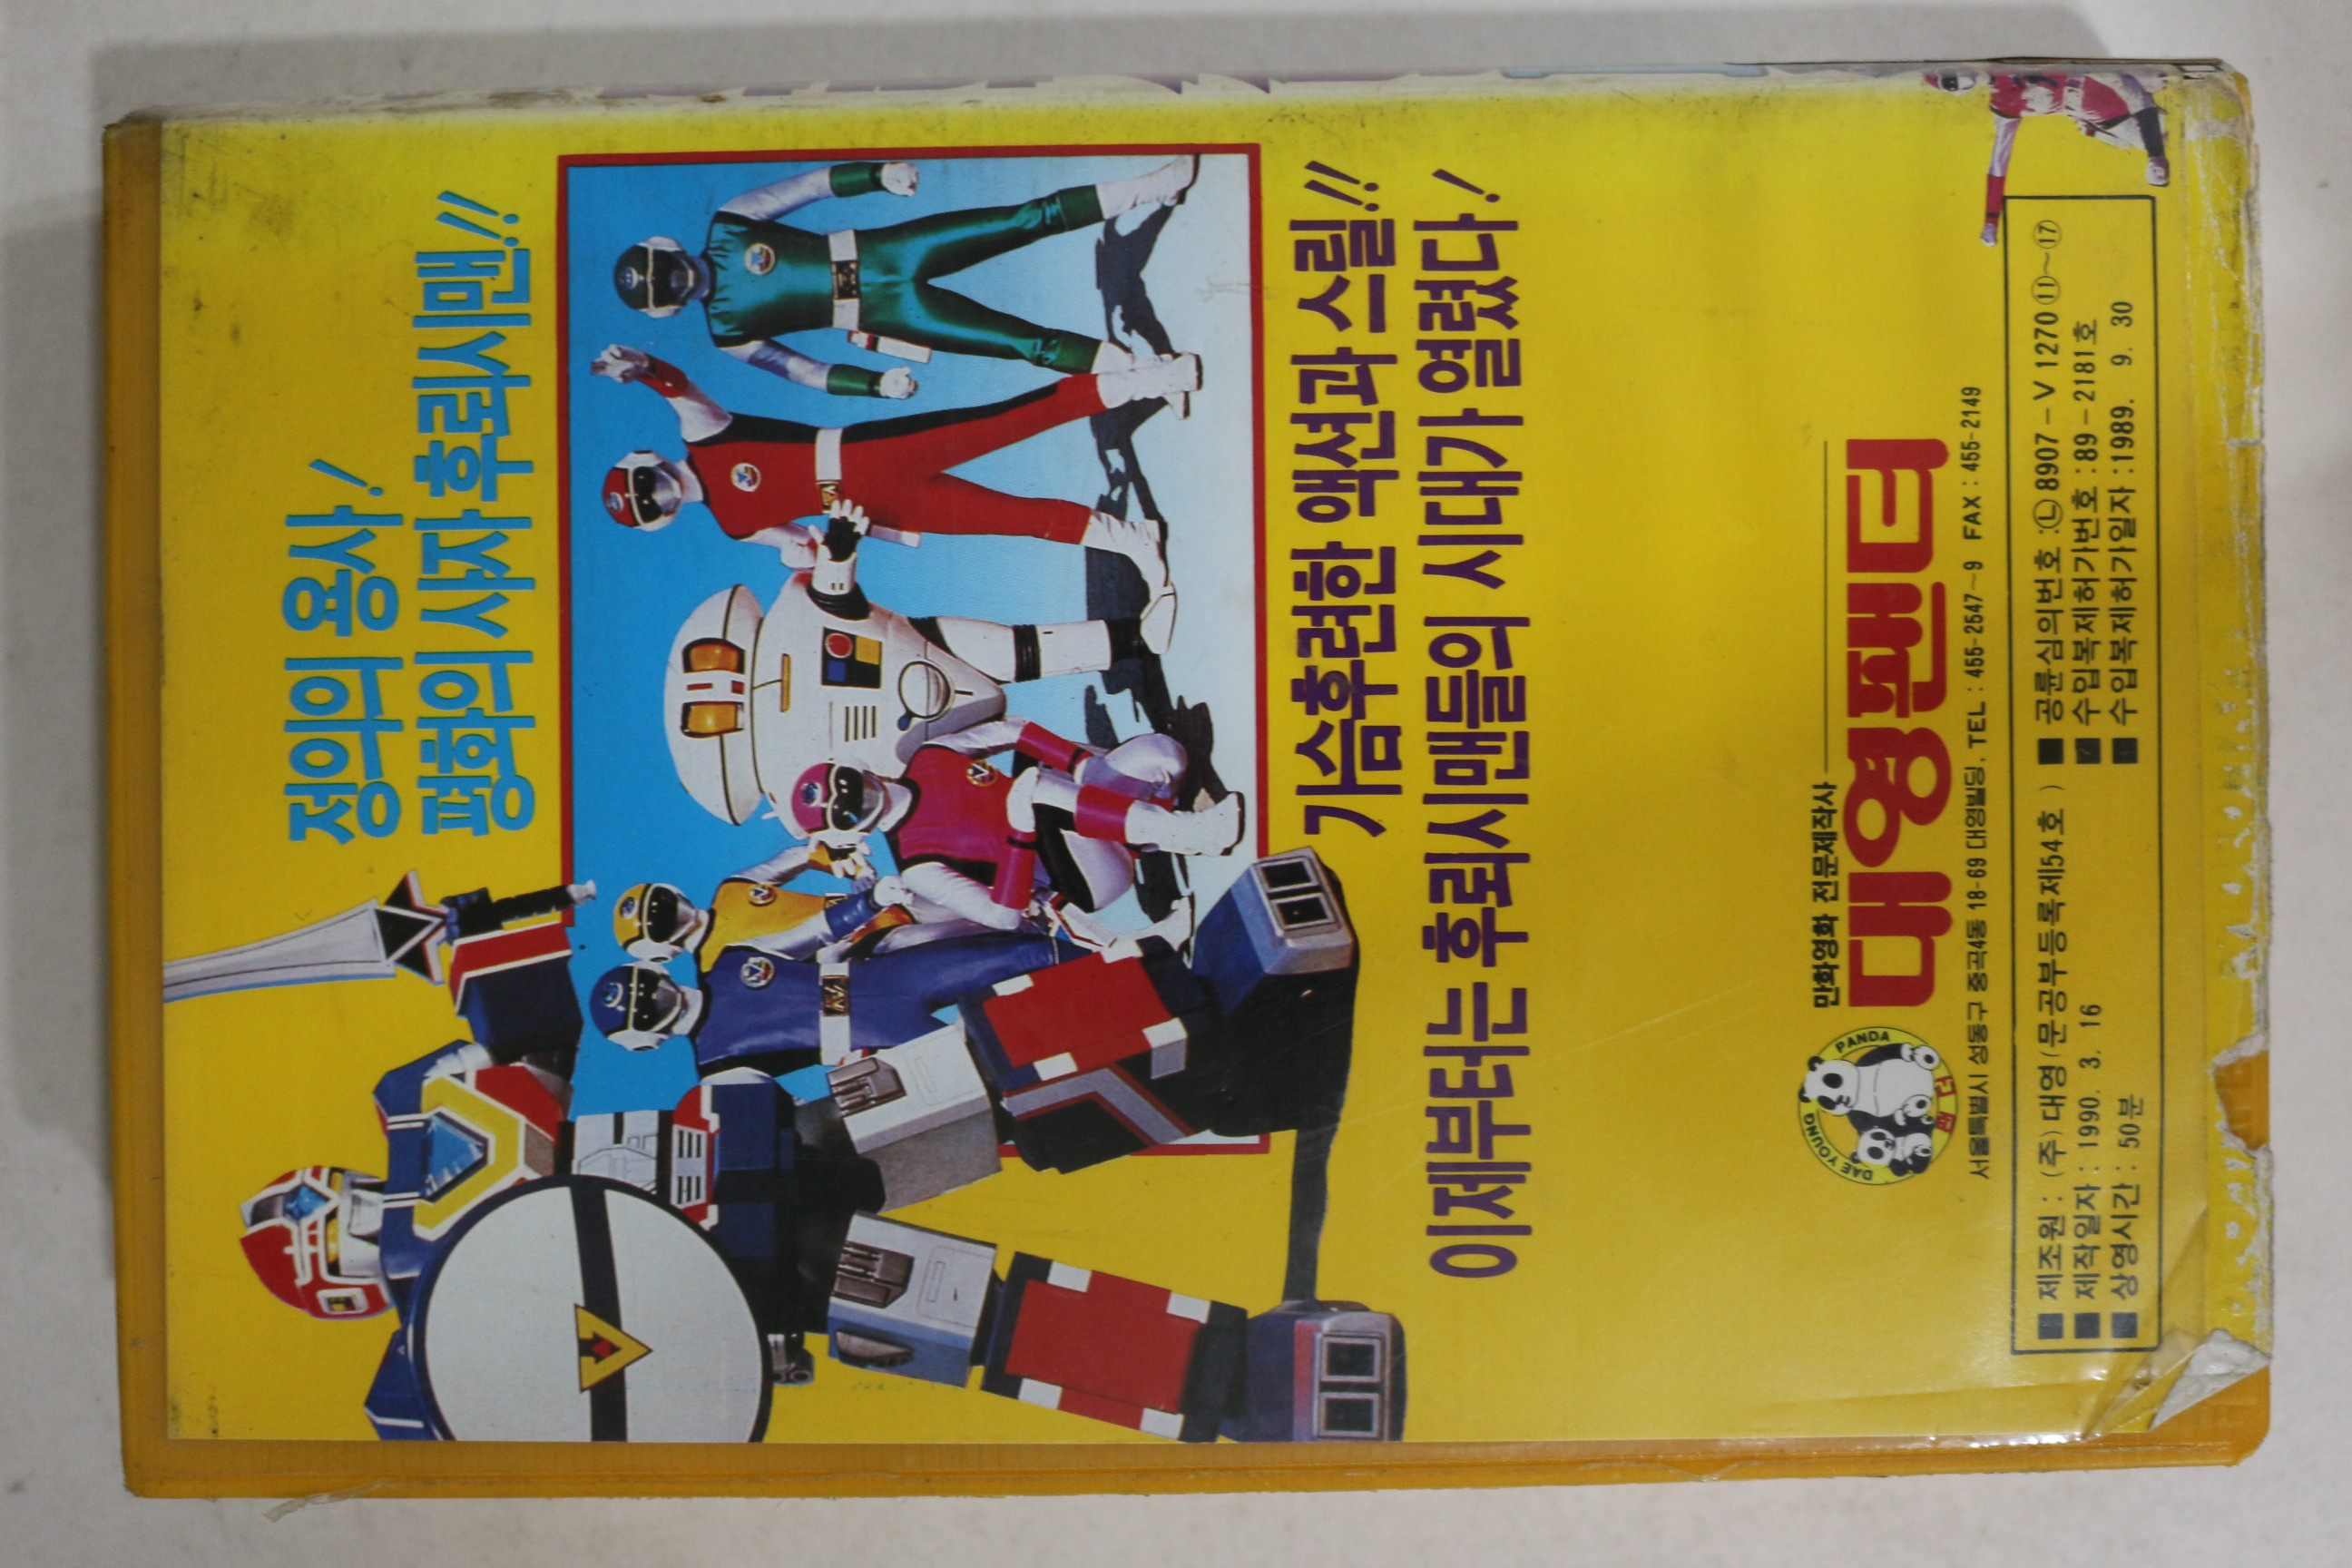 정의의 용사!
평화의 사자 후뢰시맨!!
가슴후련한 액션과 스릴!!
이제부터는 후뢰시맨들의 시대가 열렸다!
DAE YOUNG PANDA
팬더
만화영화 전문제작사
대영팬더
서울특별시 성동구 중곡4동 18-69 대영빌딩. TEL : 455-2547~9 FAX : 455-2149
■ 제조원 : (주) 대영 (문공부등록제54호)
■ 제작일자 : 1990. 3. 16
■ 상영시간 : 50분
■ 공륜심의번호 :Ⓛ8907-V1270⑪~⑰
■ 수입복제허가번호 :89-2181호
■ 수입복제허가일자 :1989. 9. 30